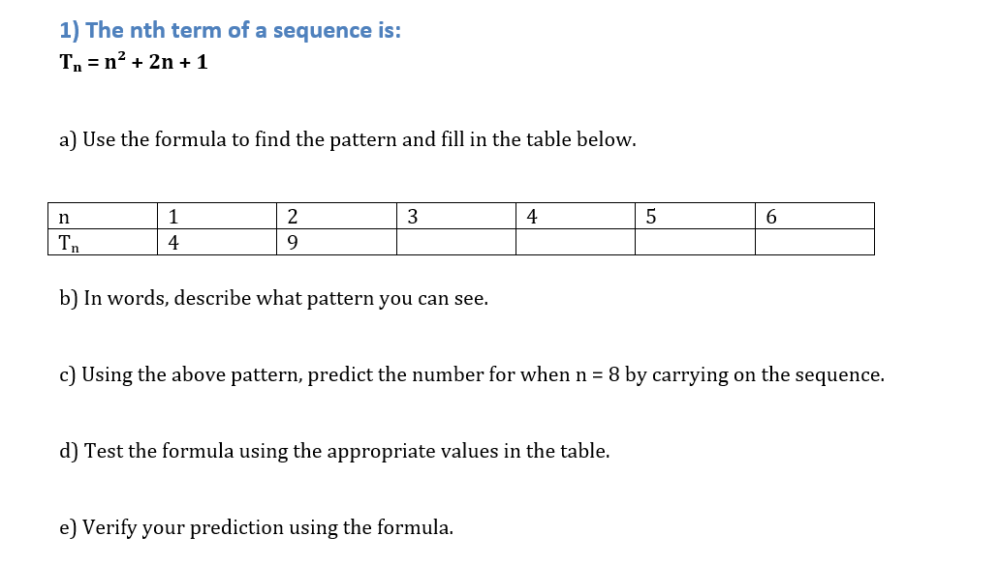 1) The nth term of a sequence is:
Tₙ = n² + 2n + 1
a) Use the formula to find the pattern and fill in the table below.
n 1 2 3 4 5 6
Tₙ 4 9
b) In words, describe what pattern you can see.
c) Using the above pattern, predict the number for when n = 8 by carrying on the sequence.
d) Test the formula using the appropriate values in the table.
e) Verify your prediction using the formula.